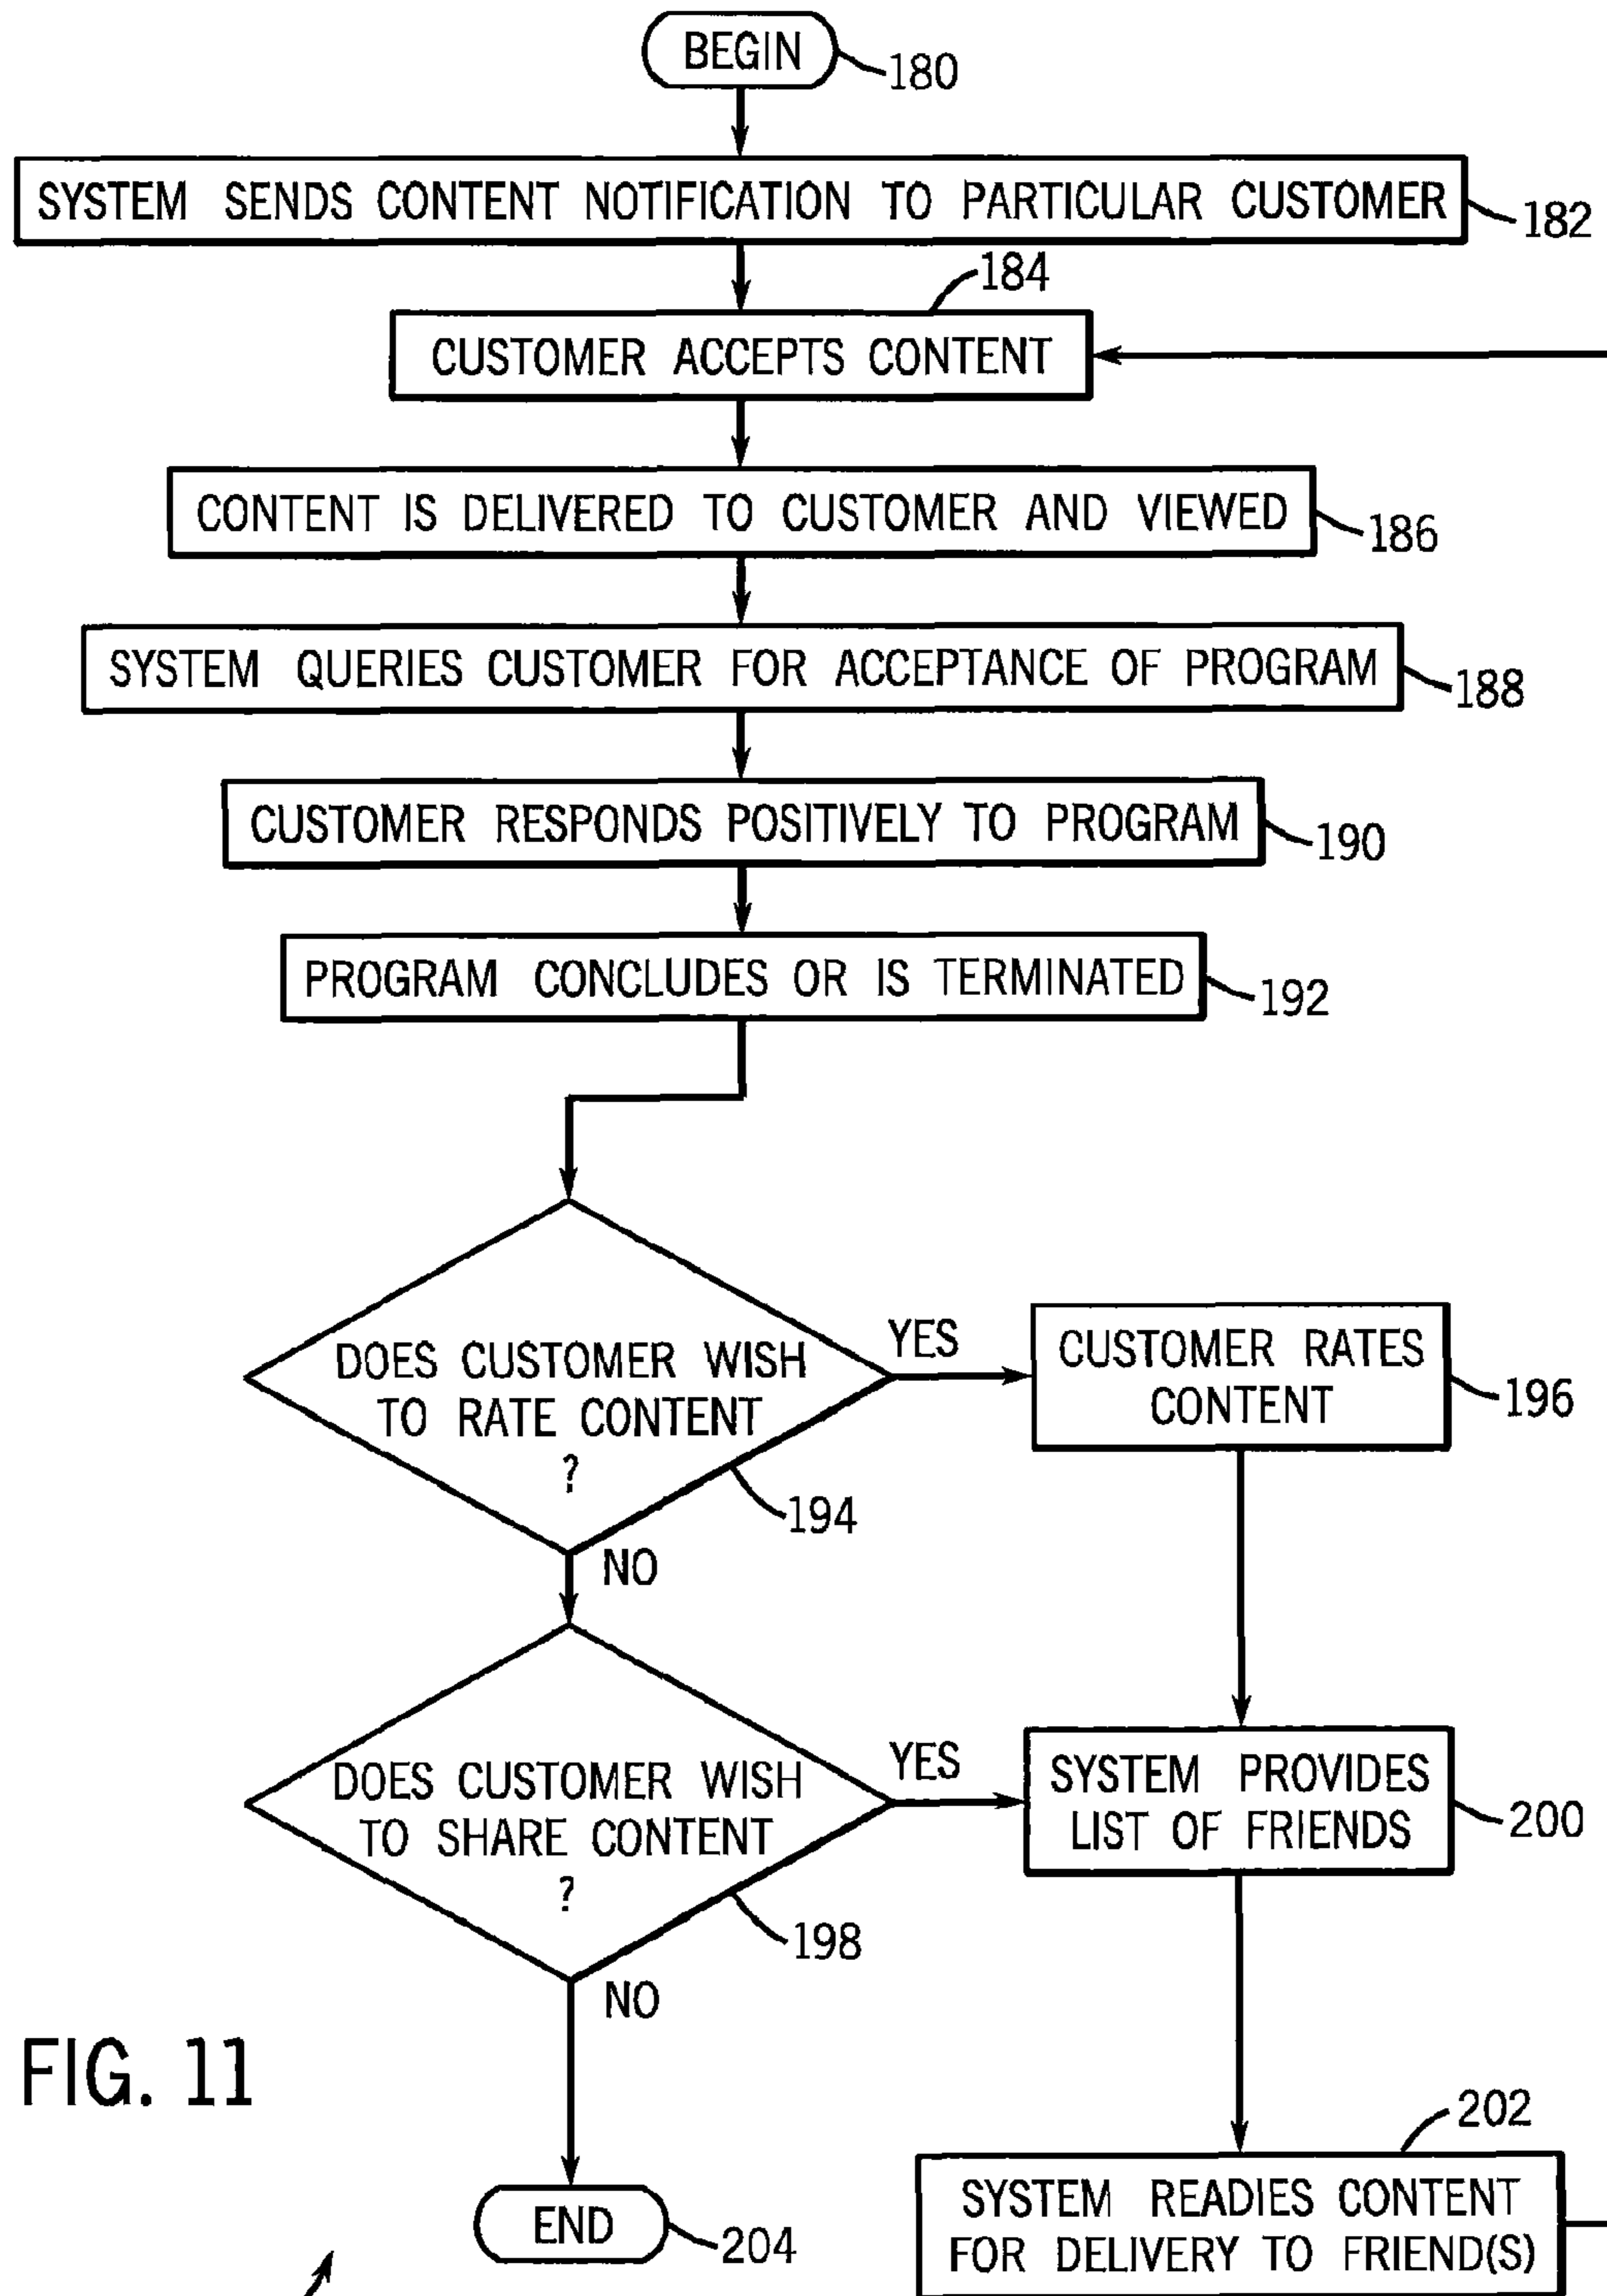 BEGIN
180
SYSTEM SENDS CONTENT NOTIFICATION TO PARTICULAR CUSTOMER
182
184
CUSTOMER ACCEPTS CONTENT
CONTENT IS DELIVERED TO CUSTOMER AND VIEWED
186
SYSTEM QUERIES CUSTOMER FOR ACCEPTANCE OF PROGRAM
188
CUSTOMER RESPONDS POSITIVELY TO PROGRAM
190
PROGRAM CONCLUDES OR IS TERMINATED
192
DOES CUSTOMER WISH
TO RATE CONTENT
?
194
YES
CUSTOMER RATES
CONTENT
196
NO
DOES CUSTOMER WISH
TO SHARE CONTENT
?
198
YES
SYSTEM PROVIDES
LIST OF FRIENDS
200
NO
FIG. 11
202
SYSTEM READIES CONTENT
FOR DELIVERY TO FRIEND(S)
END
204